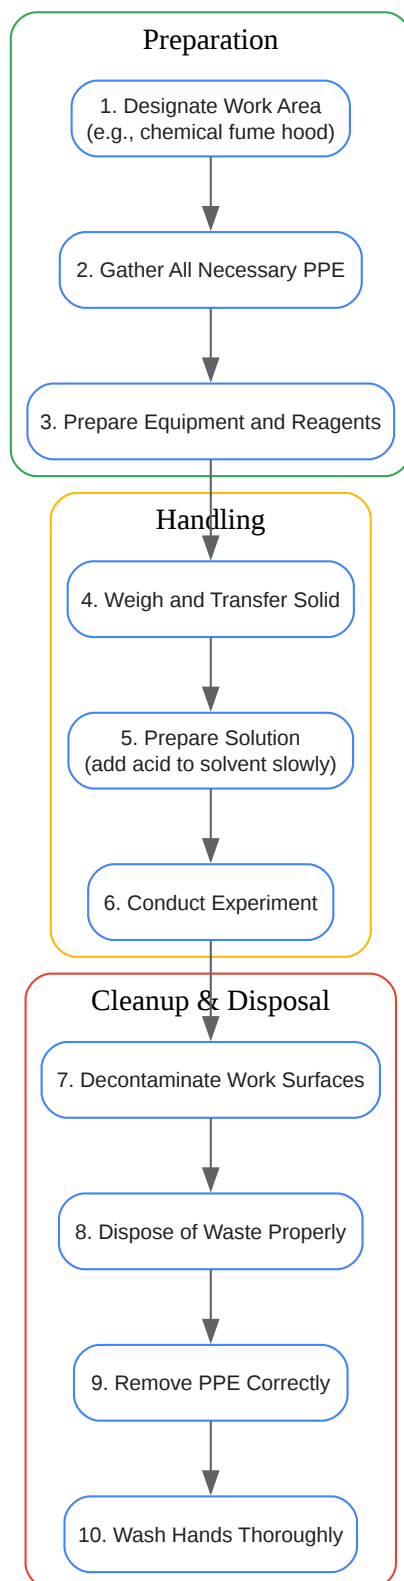 Preparation
1. Designate Work Area
(e.g., chemical fume hood)
2. Gather All Necessary PPE
3. Prepare Equipment and Reagents
Handling
4. Weigh and Transfer Solid
5. Prepare Solution
(add acid to solvent slowly)
6. Conduct Experiment
Cleanup & Disposal
7. Decontaminate Work Surfaces
8. Dispose of Waste Properly
9. Remove PPE Correctly
10. Wash Hands Thoroughly